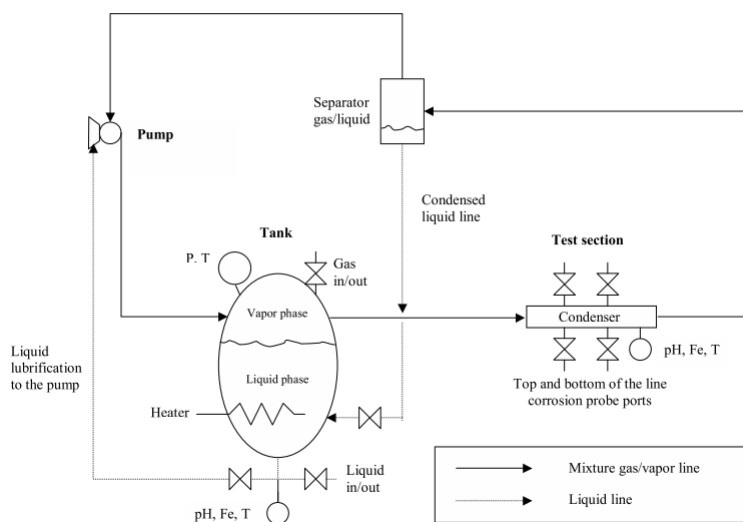 Separator
gas/liquid
Pump
Condensed
liquid line
Tank
Test section
P. T
Gas
in/out
Vapor phase
Condenser
pH, Fe, T
Liquid
lubrification
to the pump
Liquid phase
Top and bottom of the line
corrosion probe ports
Heater
Liquid
in/out
pH, Fe, T
Mixture gas/vapor line
Liquid line